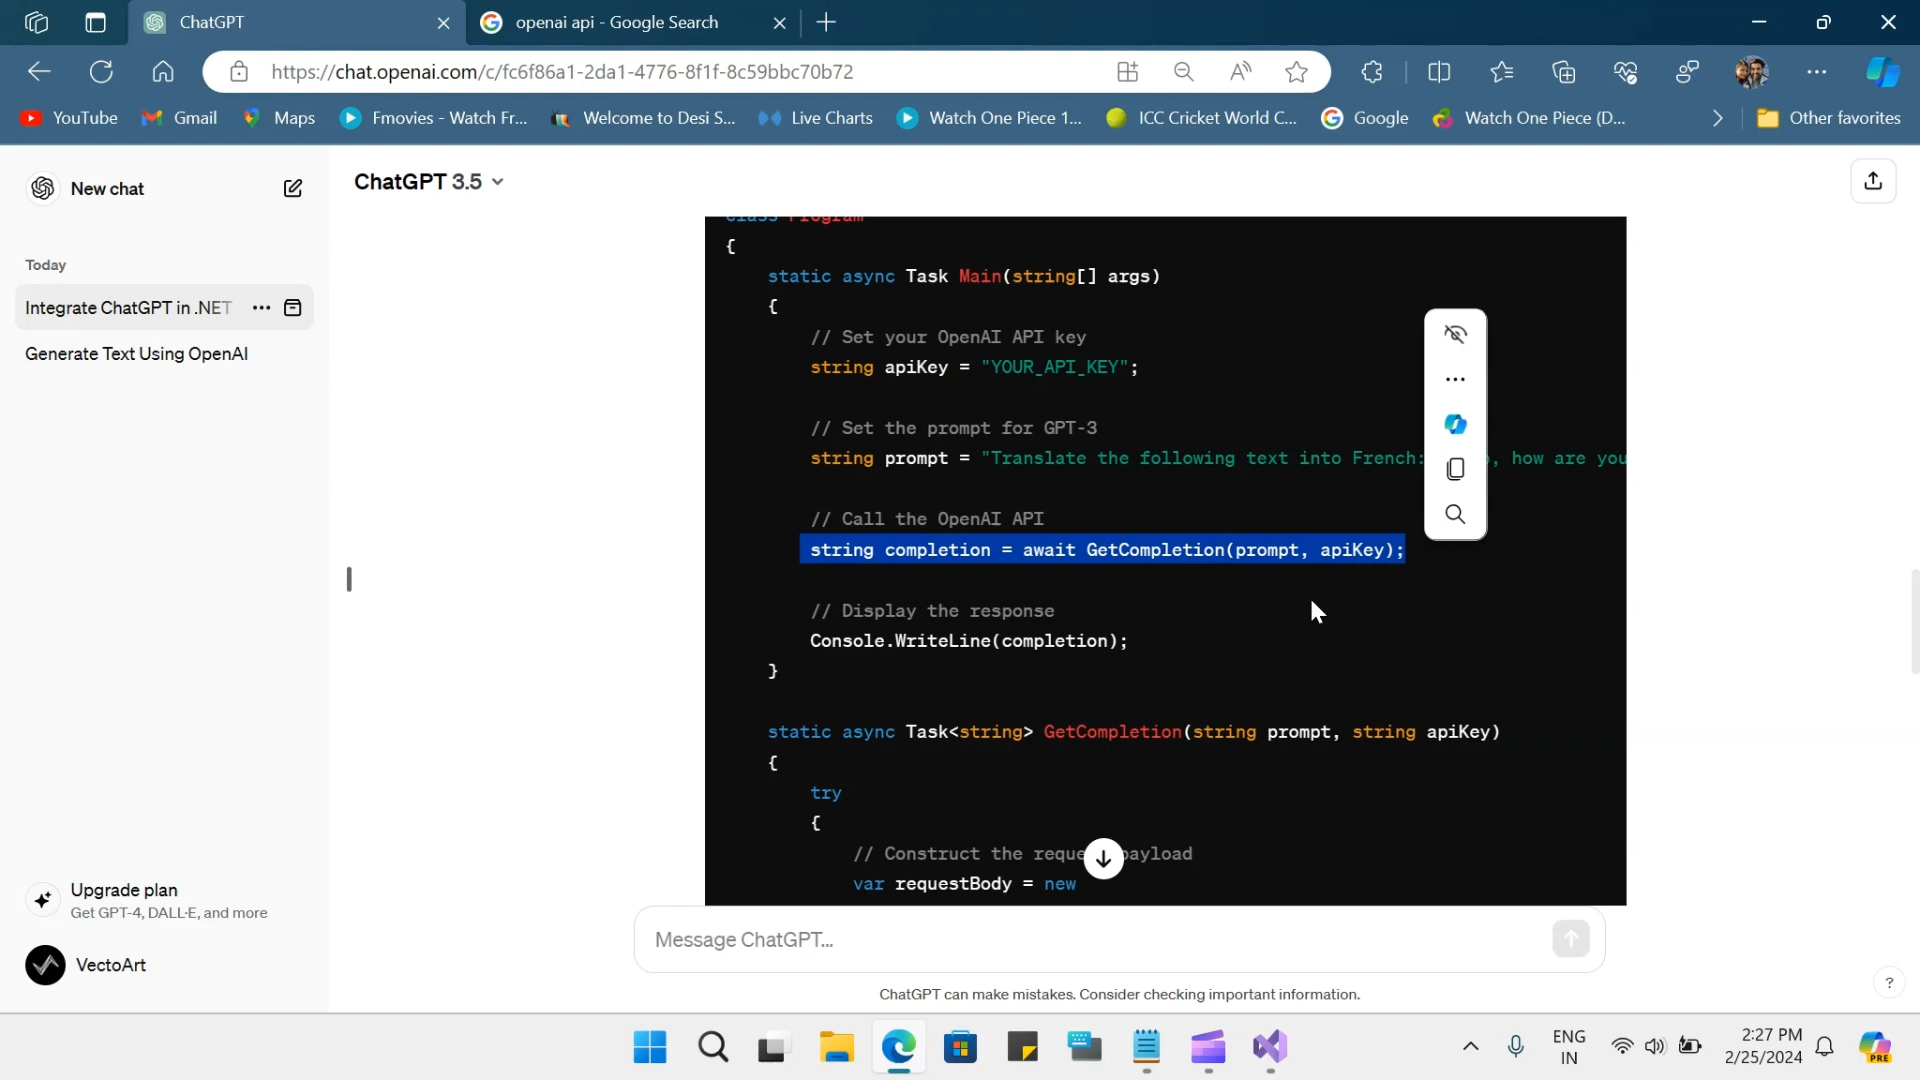 ChatGPT
openai api - Google Search
https://chat.openai.com/c/fc6f86a1-2da1-4776-8f1f-8c59bbc70b72
YouTube
Gmail
Maps
Fmovies - Watch Fr...
Welcome to Desi S...
Live Charts
Watch One Piece 1...
ICC Cricket World C...
Google
Watch One Piece (D...
Other favorites
New chat
ChatGPT 3.5
Today
Integrate ChatGPT in .NET
Generate Text Using OpenAI
class Program
{
static async Task Main(string[] args)
{
// Set your OpenAI API key
string apiKey = "YOUR_API_KEY";
// Set the prompt for GPT-3
string prompt = "Translate the following text into French: , how are you
// Call the OpenAI API
string completion = await GetCompletion(prompt, apiKey);
// Display the response
Console.WriteLine(completion);
}
static async Task<string> GetCompletion(string prompt, string apiKey)
{
try
{
// Construct the reque payload
var requestBody = new
Upgrade plan
Get GPT-4, DALL·E, and more
VectoArt
Message ChatGPT...
ChatGPT can make mistakes. Consider checking important information.
?
ENG
IN
2:27 PM
2/25/2024
PRE